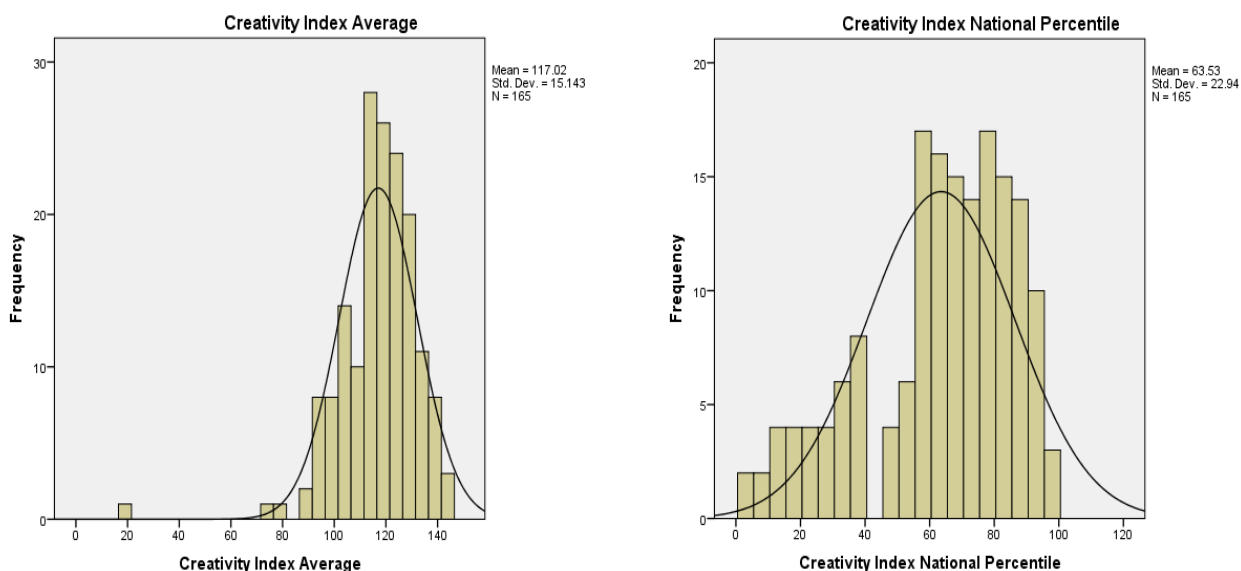 Creativity Index Average
Mean = 117.02
Std. Dev. = 15.143
N = 165
30
20
10
0
Frequency
0 20 40 60 80 100 120 140
Creativity Index Average
Creativity Index National Percentile
Mean = 63.53
Std. Dev. = 22.94
N = 165
20
15
10
5
0
Frequency
0 20 40 60 80 100 120
Creativity Index National Percentile